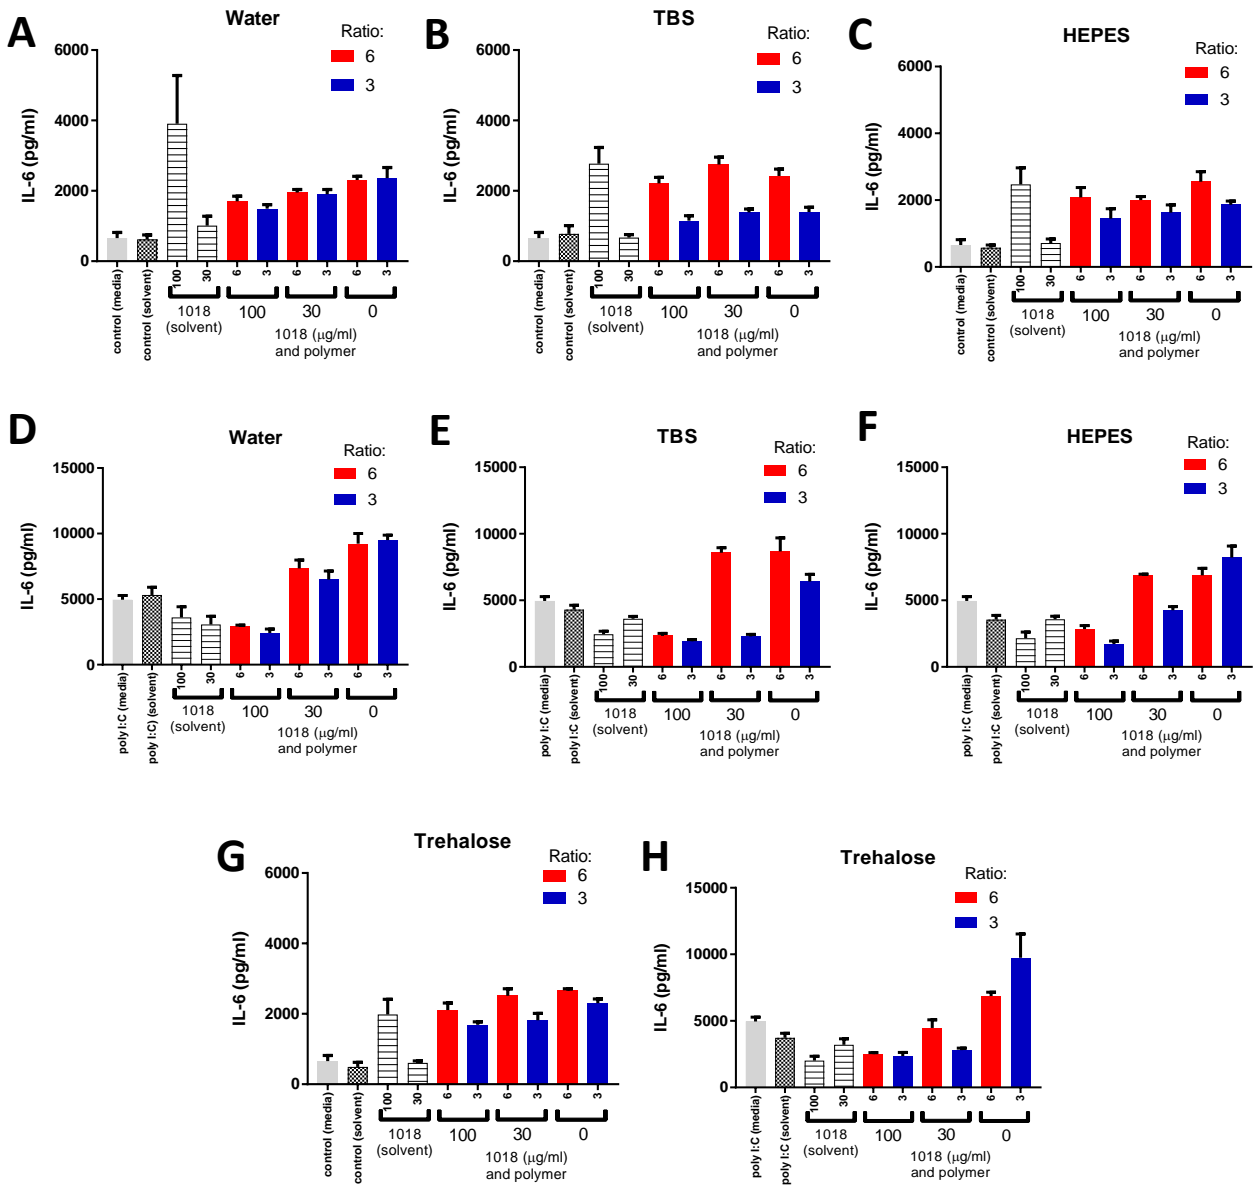 A
Water
Ratio:
6
3
IL-6 (pg/ml)
6000
4000
2000
0
control (media)
control (solvent)
100
30
6
3
6
3
6
3
1018
(solvent)
100
30
0
1018 (μg/ml)
and polymer
B
TBS
Ratio:
6
3
IL-6 (pg/ml)
6000
4000
2000
0
control (media)
control (solvent)
100
30
6
3
6
3
6
3
1018
(solvent)
100
30
0
1018 (μg/ml)
and polymer
C
HEPES
Ratio:
6
3
IL-6 (pg/ml)
6000
4000
2000
0
control (media)
control (solvent)
100
30
6
3
6
3
6
3
1018
(solvent)
100
30
0
1018 (μg/ml)
and polymer
D
Water
Ratio:
6
3
IL-6 (pg/ml)
15000
10000
5000
0
poly I:C (media)
poly I:C) (solvent)
100
30
6
3
6
3
6
3
1018
(solvent)
100
30
0
1018 (μg/ml)
and polymer
E
TBS
Ratio:
6
3
IL-6 (pg/ml)
15000
10000
5000
0
poly I:C (media)
poly I:C (solvent)
100
30
6
3
6
3
6
3
1018
(solvent)
100
30
0
1018 (μg/ml)
and polymer
F
HEPES
Ratio:
6
3
IL-6 (pg/ml)
15000
10000
5000
0
poly I:C (media)
poly I:C (solvent)
100
30
6
3
6
3
6
3
1018
(solvent)
100
30
0
1018 (μg/ml)
and polymer
G
Trehalose
Ratio:
6
3
IL-6 (pg/ml)
6000
4000
2000
0
control (media)
control (solvent)
100
30
6
3
6
3
6
3
1018
(solvent)
100
30
0
1018 (μg/ml)
and polymer
H
Trehalose
Ratio:
6
3
IL-6 (pg/ml)
15000
10000
5000
0
poly I:C (media)
poly I:C (solvent)
100
30
6
3
6
3
6
3
1018
(solvent)
100
30
0
1018 (μg/ml)
and polymer